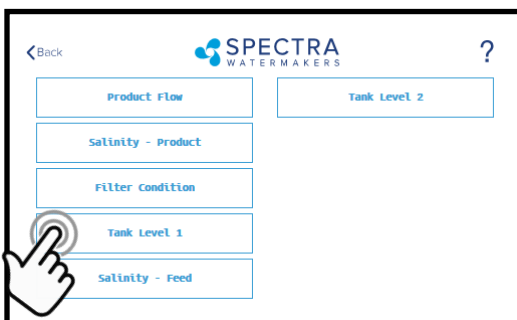 Back
SPECTRA
WATERMAKERS
?
Product Flow
Tank Level 2
Salinity - Product
Filter Condition
Tank Level 1
Salinity - Feed